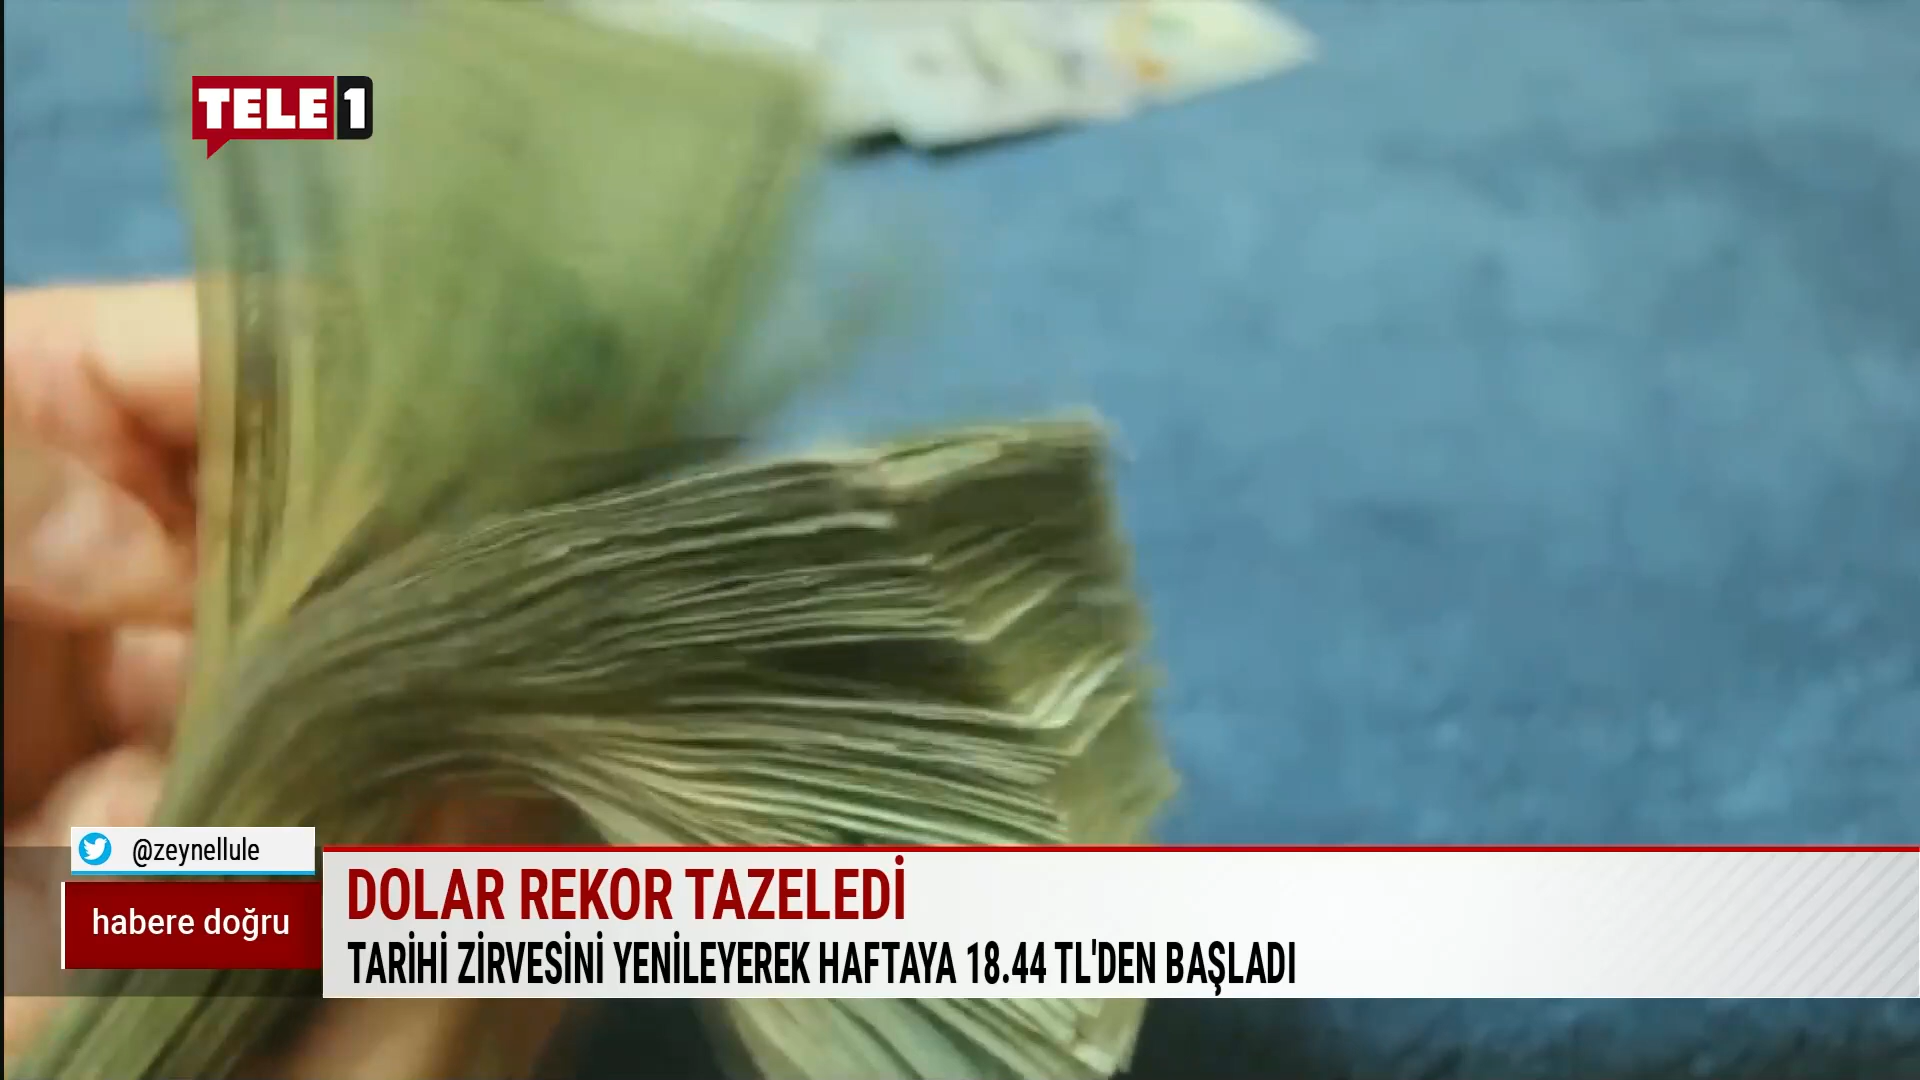 TELE1
@zeynellule
habere doğru
DOLAR REKOR TAZELEDİ
TARİHİ ZİRVESİNİ YENİLEYEREK HAFTAYA 18.44 TL'DEN BAŞLADI